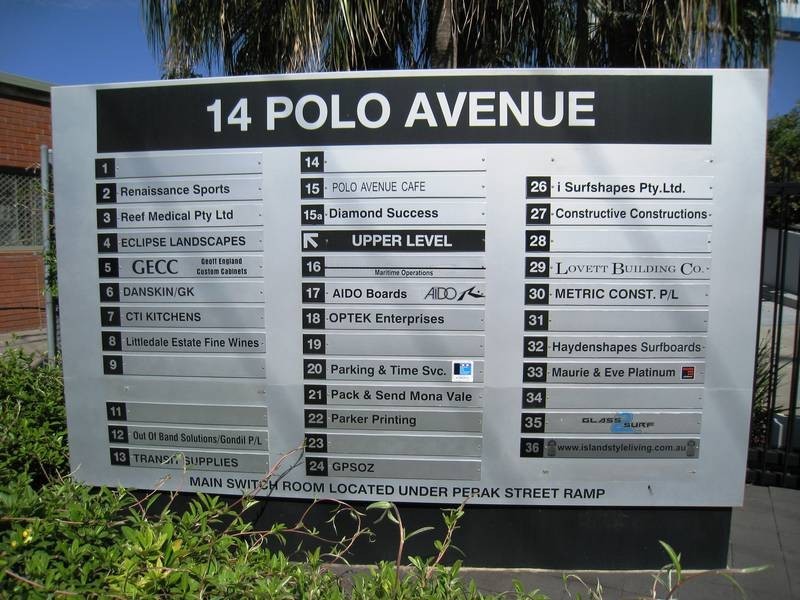 14 POLO AVENUE
1
2 Renaissance Sports
3 Reef Medical Pty Ltd
4 ECLIPSE LANDSCAPES
5 GECC Geoff England
Custom Cabinets
6 DANSKIN/GK
7 CTI KITCHENS
8 Littledale Estate Fine Wines
9
11
12 Out Of Band Solutions/Gondil P/L
13 TRANSIT SUPPLIES
14
15 POLO AVENUE CAFE
15a Diamond Success
UPPER LEVEL
16 Maritime Operations
17 AIDO Boards AIDO
18 OPTEK Enterprises
19
20 Parking & Time Svc.
21 Pack & Send Mona Vale
22 Parker Printing
23
24 GPSOZ
26 i Surfshapes Pty.Ltd.
27 Constructive Constructions
28
29 LOVETT BUILDING CO.
30 METRIC CONST. P/L
31
32 Haydenshapes Surfboards
33 Maurie & Eve Platinum
34
35 GLASS 2 SURF
36 www.islandstyleliving.com.au
MAIN SWITCH ROOM LOCATED UNDER PERAK STREET RAMP